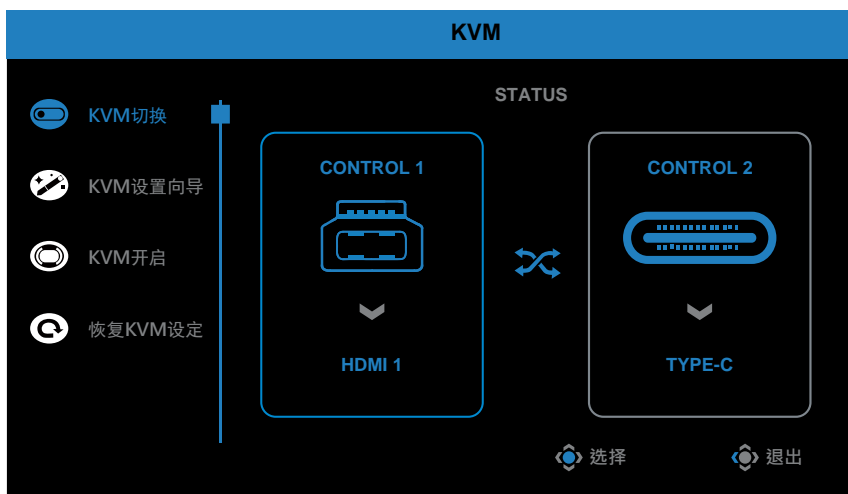 KVM
KVM切换
KVM设置向导
KVM开启
恢复KVM设定
STATUS
CONTROL 1
HDMI 1
CONTROL 2
TYPE-C
选择
退出